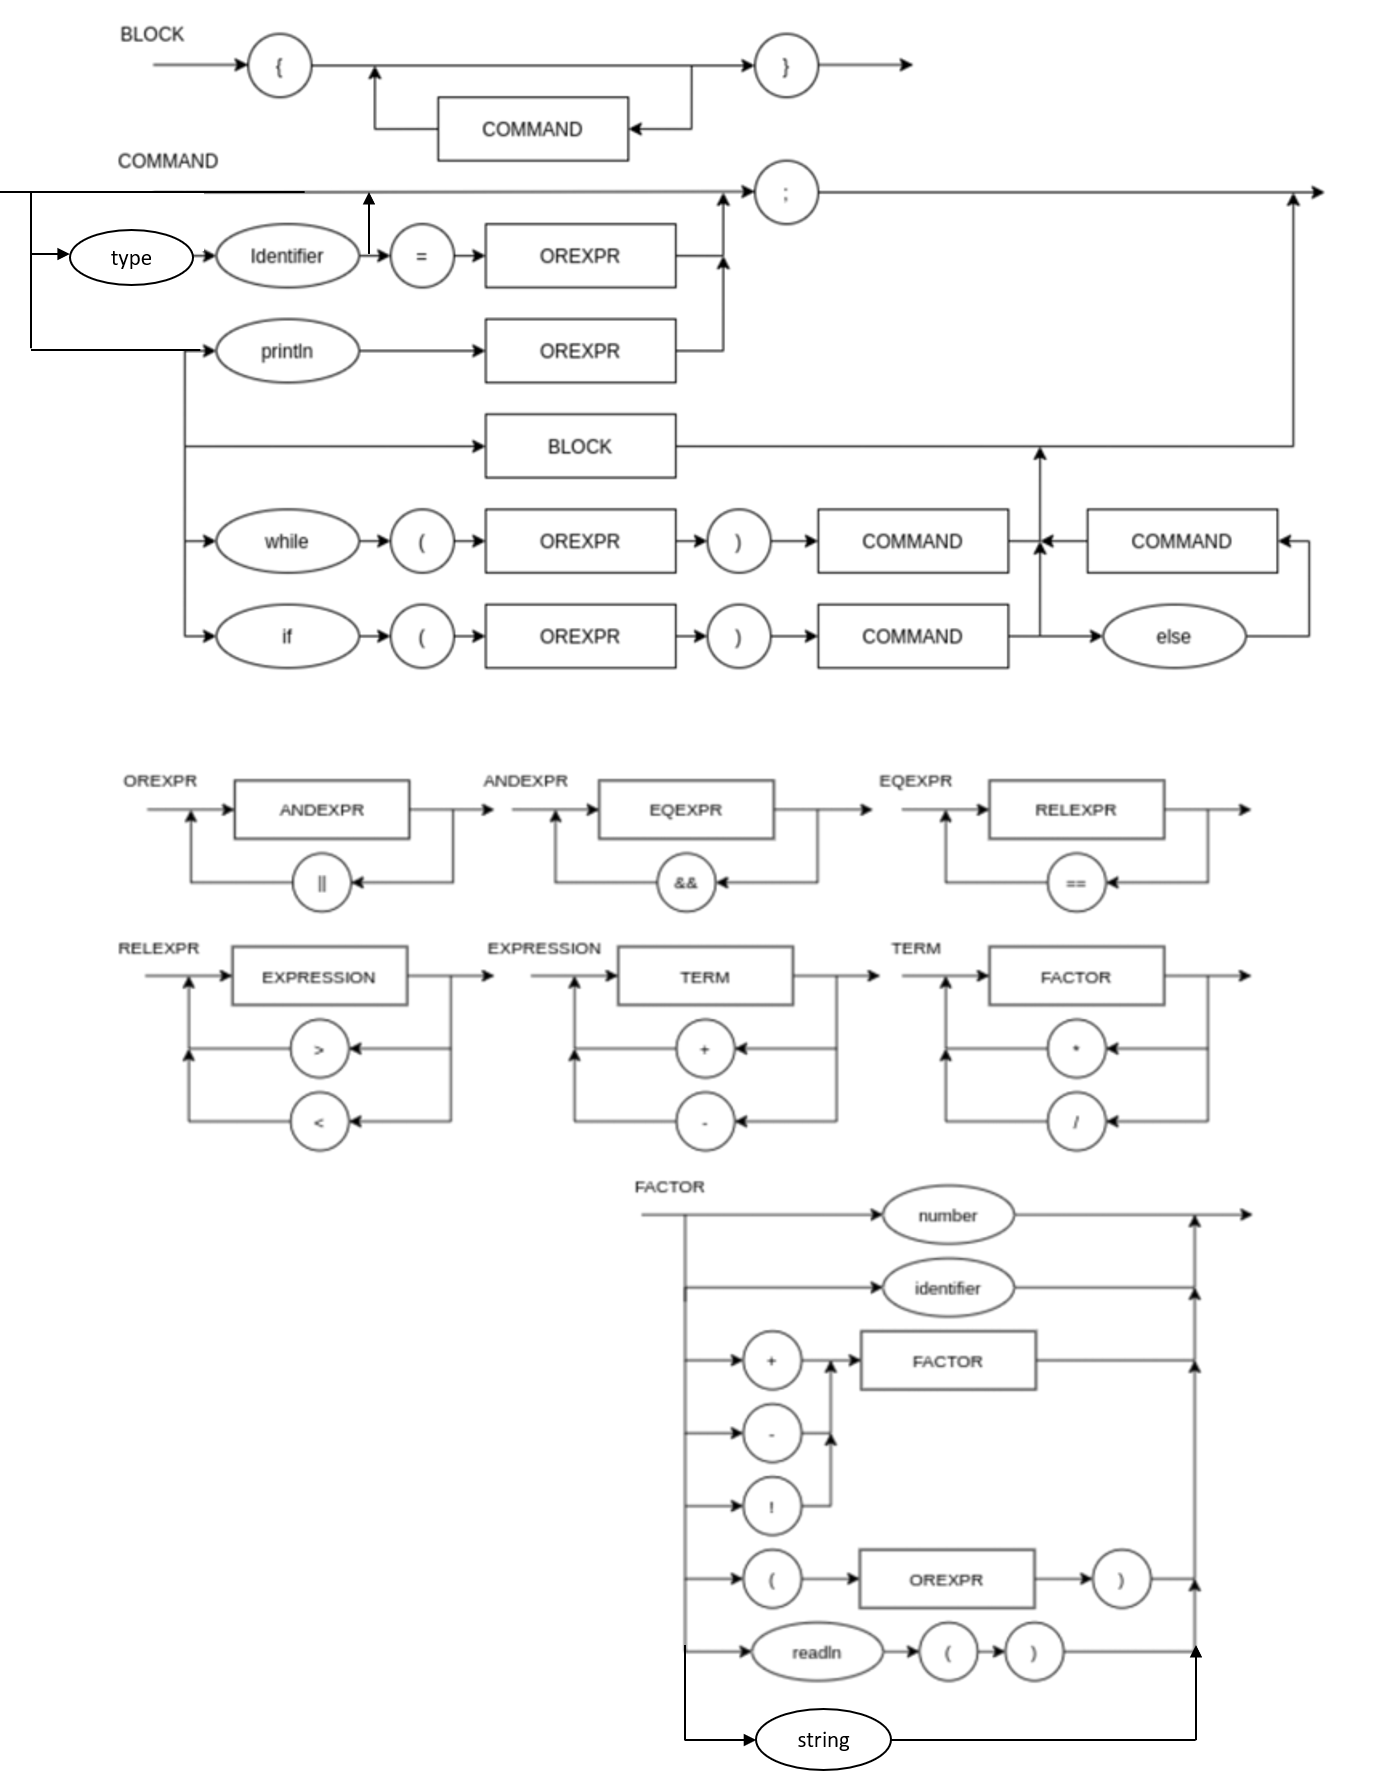 BLOCK
{ }
COMMAND
COMMAND
;
type Identifier = OREXPR
println OREXPR
BLOCK
while ( OREXPR ) COMMAND COMMAND
if ( OREXPR ) COMMAND else
OREXPR ANDEXPR ANDEXPR EQEXPR EQEXPR RELEXPR
|| && ==
RELEXPR EXPRESSION EXPRESSION TERM TERM FACTOR
> + *
< - /
FACTOR
number
identifier
+ FACTOR
-
!
( OREXPR )
readln ( )
string